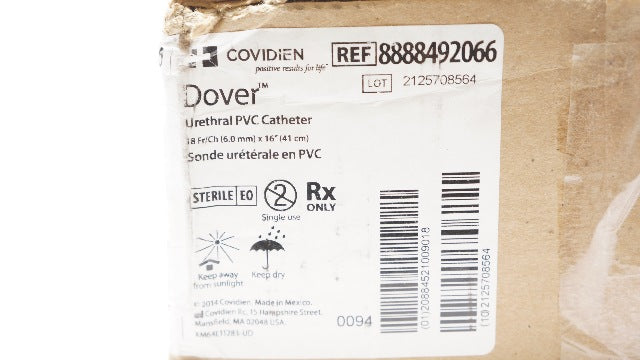 COVIDIEN
positive results for life™
REF 8888492066
LOT 2125708564
Dover™
Urethral PVC Catheter
18 Fr/Ch (6.0 mm) x 16" (41 cm)
Sonde urétérale en PVC
STERILE EO
2
Rx
ONLY
Single use
Keep away
from sunlight
Keep dry
© 2014 Covidien. Made in Mexico.
Covidien llc, 15 Hampshire Street,
Mansfield, MA 02048 USA.
0094
(01)20884521009018
(10)2125708564